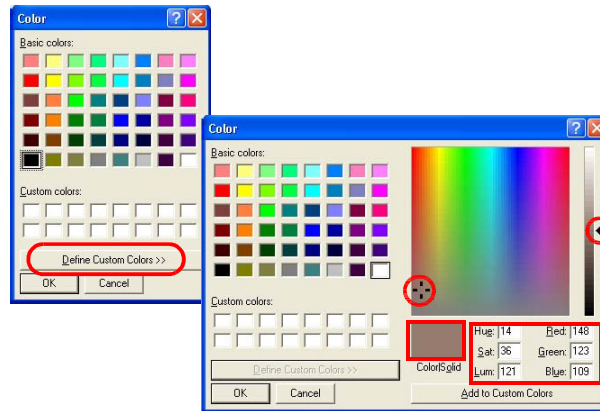 Color
Basic colors:
Custom colors:
Define Custom Colors >>
OK Cancel
Color
Basic colors:
Custom colors:
Define Custom Colors >>
OK Cancel
Color|Solid
Hue: 14 Red: 148
Sat: 36 Green: 123
Lum: 121 Blue: 109
Add to Custom Colors